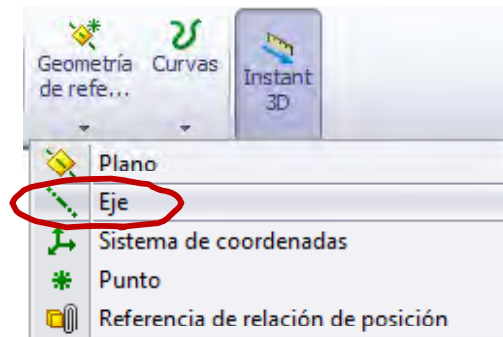 Geometría
de refe...
Curvas
Instant
3D
Plano
Eje
Sistema de coordenadas
Punto
Referencia de relación de posición